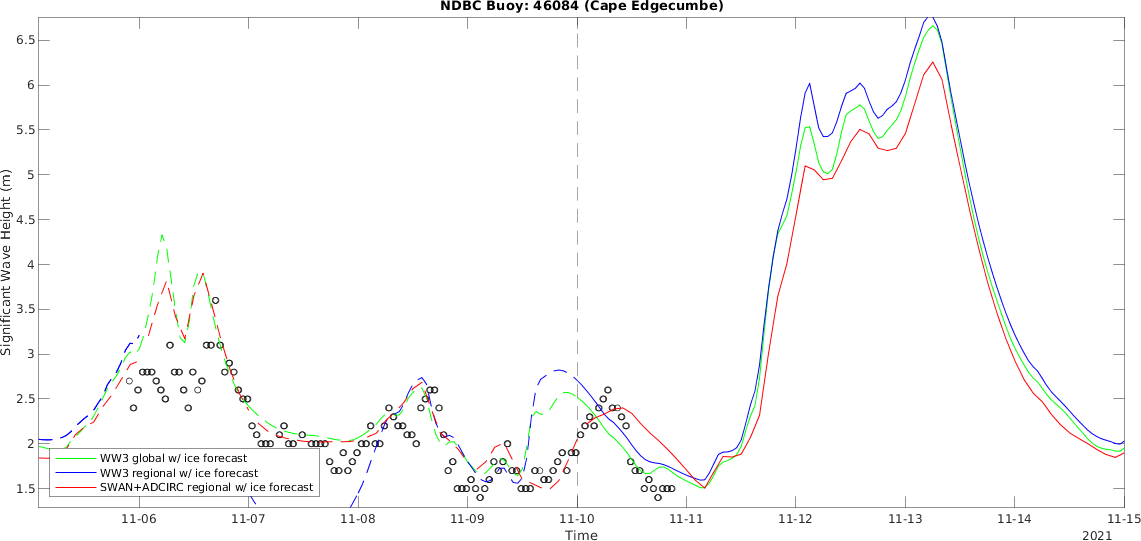 NDBC Buoy: 46084 (Cape Edgecumbe)
6.5
6
5.5
5
4.5
4
3.5
3
2.5
2
1.5
Significant Wave Height (m)
WW3 global w/ ice forecast
WW3 regional w/ ice forecast
SWAN+ADCIRC regional w/ ice forecast
11-06 11-07 11-08 11-09 11-10 11-11 11-12 11-13 11-14 11-15
Time
2021